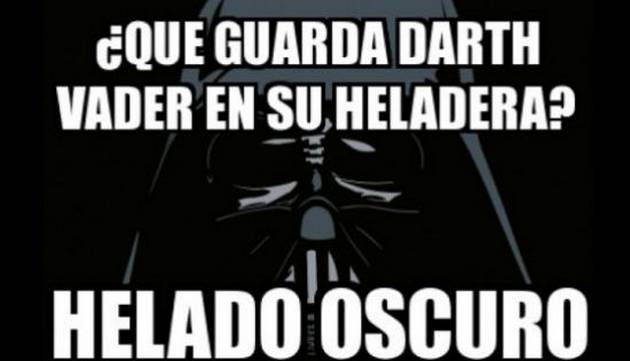 ¿QUE GUARDA DARTH
VADER EN SU HELADERA?
HELADO OSCURO